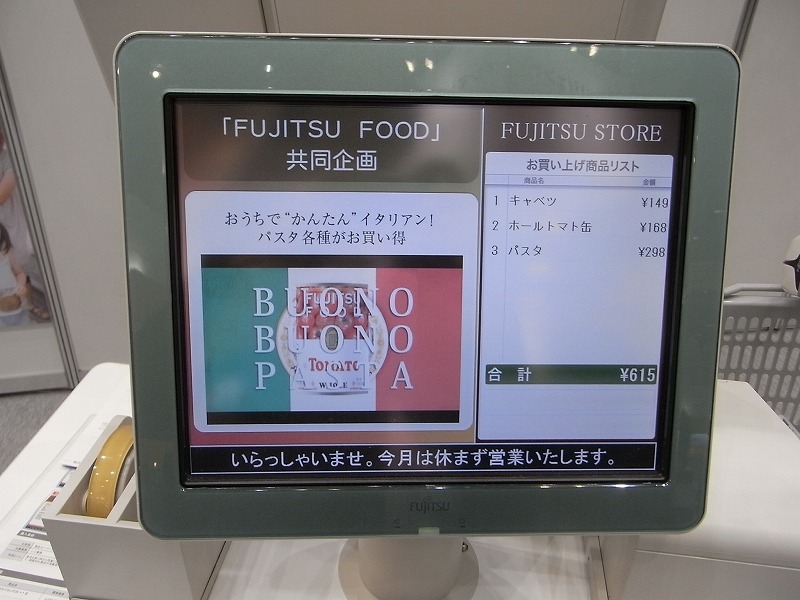 「FUJITSU FOOD」
共同企画
おうちで“かんたん”イタリアン!
パスタ各種がお買い得
BUONO
BUONO
PASTA
FUJITSU
TOMATO
WHOLE
FUJITSU STORE
お買い上げ商品リスト
商品名 金額
1 キャベツ ¥149
2 ホールトマト缶 ¥168
3 パスタ ¥298
合計 ¥615
いらっしゃいませ。今月は休まず営業いたします。
FUJITSU